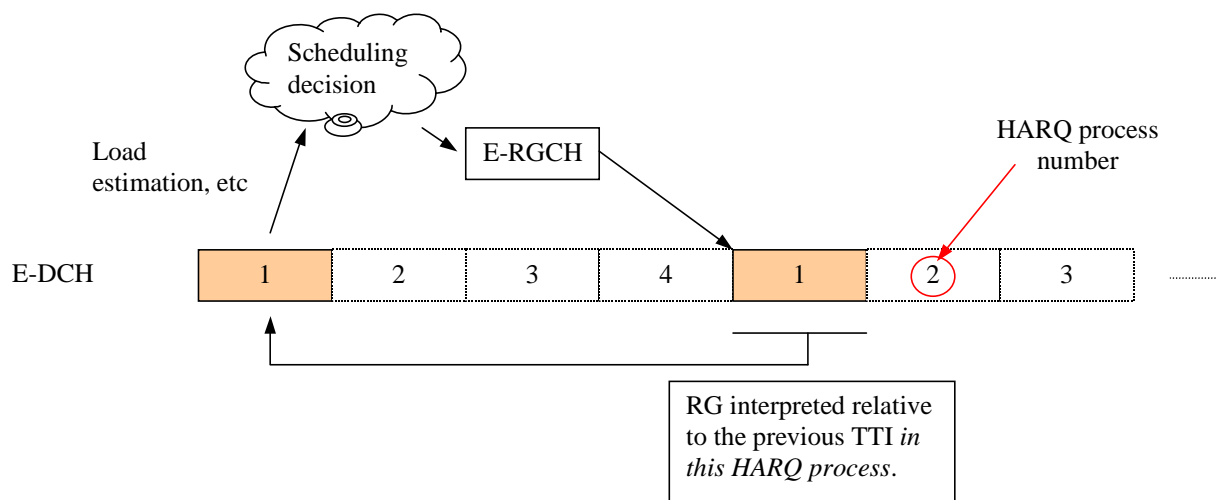 Scheduling
decision
HARQ process
number
E-RGCH
Load
estimation, etc
E-DCH
1
2
3
4
1
2
3
RG interpreted relative
to the previous TTI in
this HARQ process.